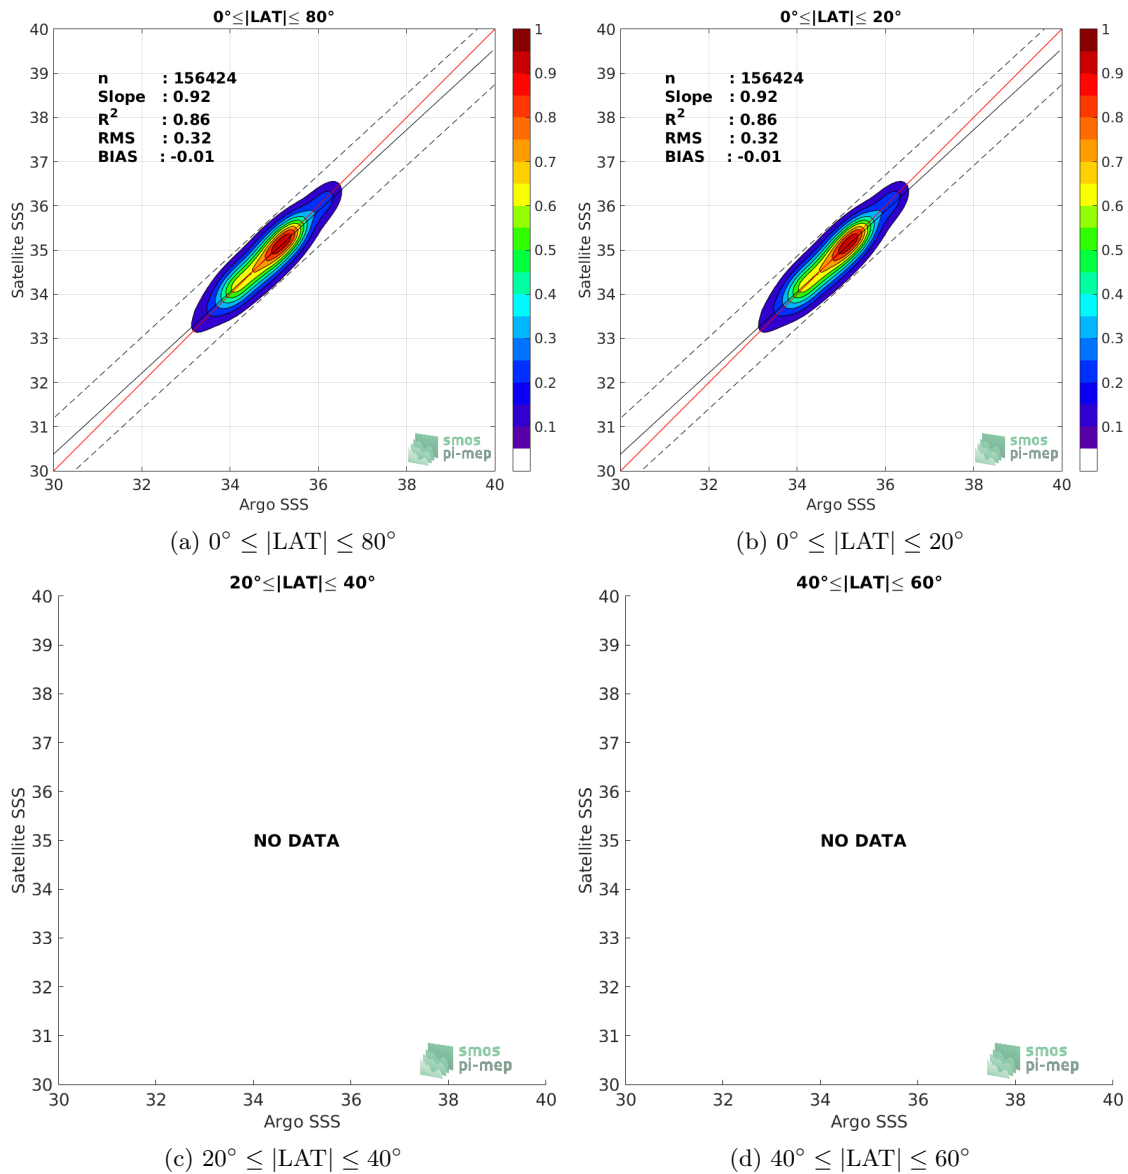 0°≤|LAT|≤ 80°
40
39
38
37
36
35
34
33
32
31
30
30
32
34
36
38
40
Satellite SSS
Argo SSS
n : 156424
Slope : 0.92
R2 : 0.86
RMS : 0.32
BIAS : -0.01
1
0.9
0.8
0.7
0.6
0.5
0.4
0.3
0.2
0.1
smos
pi-mep
(a) 0° ≤ |LAT| ≤ 80°
0°≤|LAT|≤ 20°
40
39
38
37
36
35
34
33
32
31
30
30
32
34
36
38
40
Satellite SSS
Argo SSS
n : 156424
Slope : 0.92
R2 : 0.86
RMS : 0.32
BIAS : -0.01
1
0.9
0.8
0.7
0.6
0.5
0.4
0.3
0.2
0.1
smos
pi-mep
(b) 0° ≤ |LAT| ≤ 20°
20°≤|LAT|≤ 40°
40
39
38
37
36
35
34
33
32
31
30
30
32
34
36
38
40
Satellite SSS
Argo SSS
NO DATA
smos
pi-mep
(c) 20° ≤ |LAT| ≤ 40°
40°≤|LAT|≤ 60°
40
39
38
37
36
35
34
33
32
31
30
30
32
34
36
38
40
Satellite SSS
Argo SSS
NO DATA
smos
pi-mep
(d) 40° ≤ |LAT| ≤ 60°